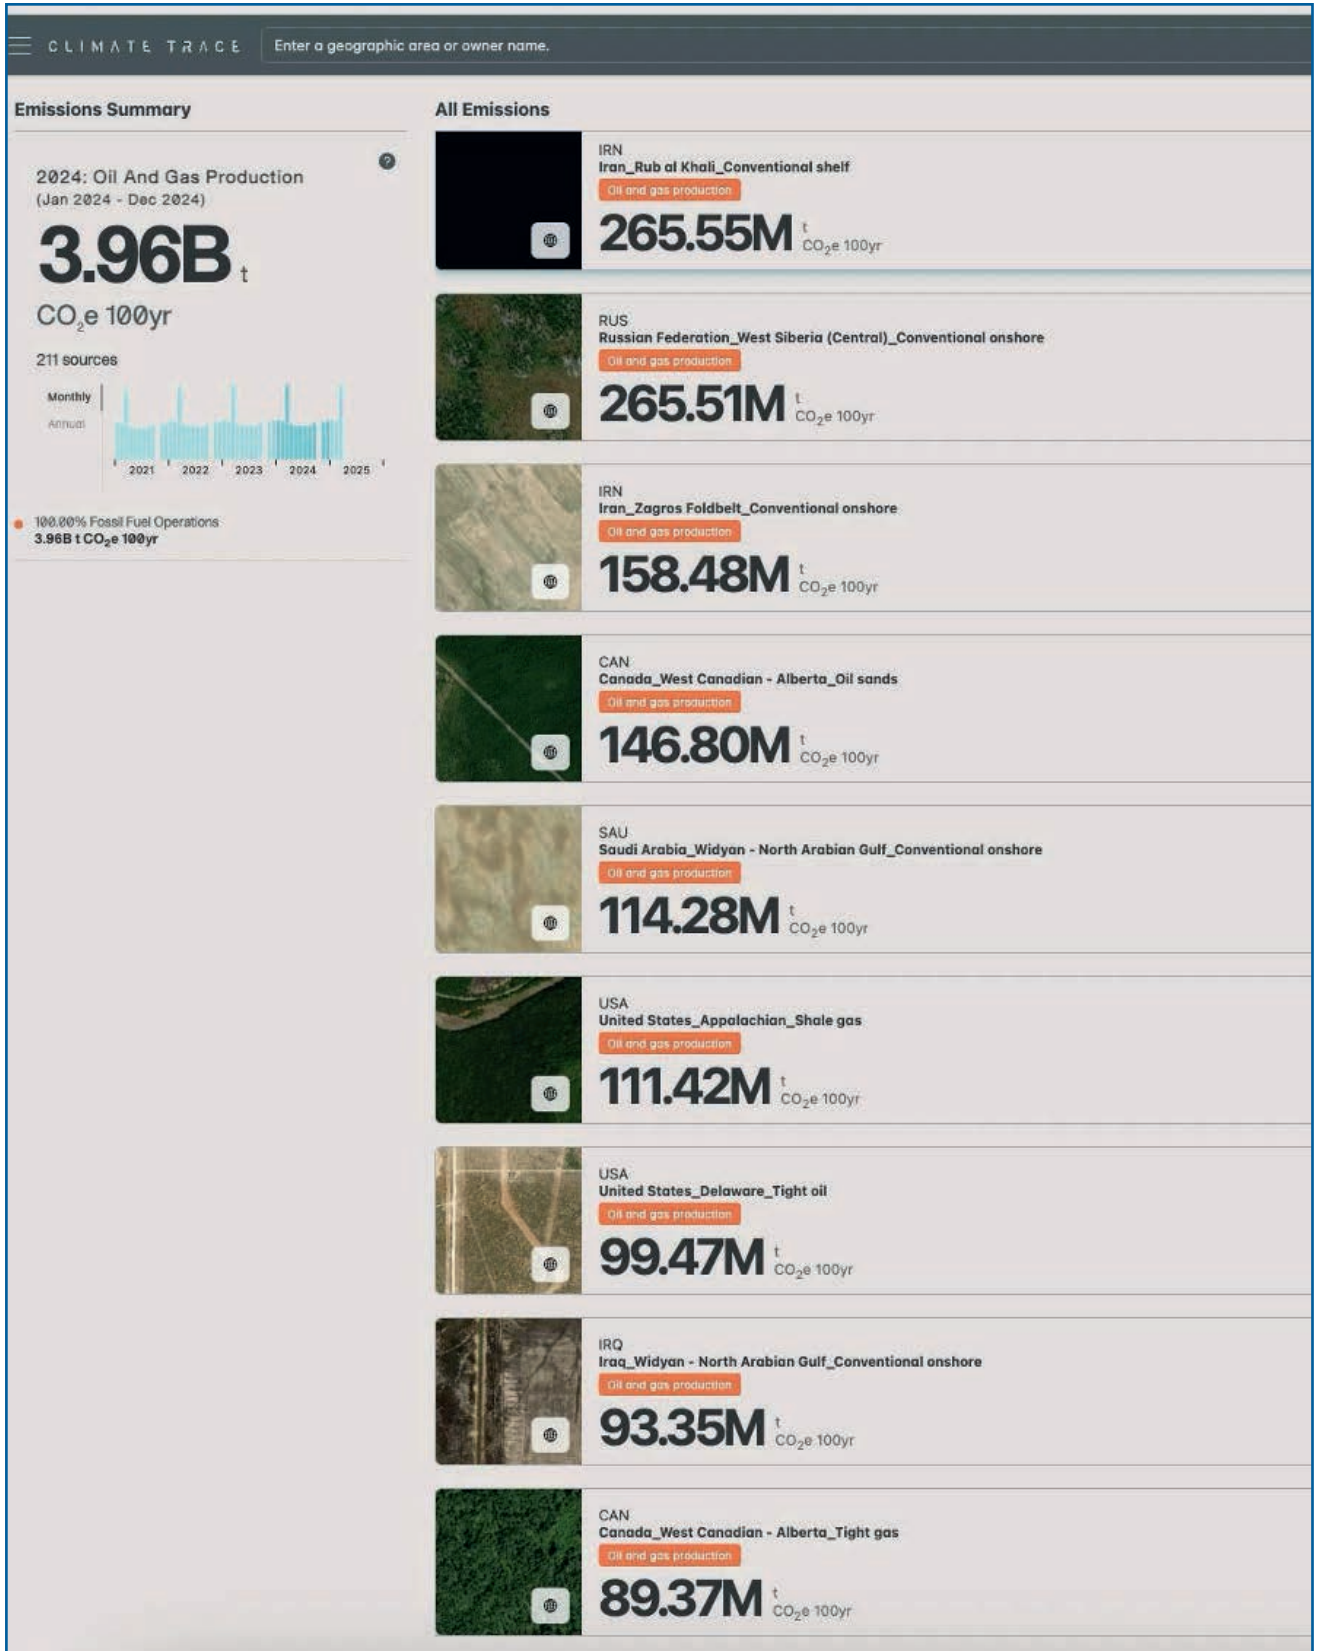 CLIMATE TRACE
Enter a geographic area or owner name.
Emissions Summary
2024: Oil And Gas Production
(Jan 2024 - Dec 2024)
3.96B t
CO₂e 100yr
211 sources
Monthly
Annual
2021 2022 2023 2024 2025
100.00% Fossil Fuel Operations
3.96B t CO₂e 100yr
All Emissions
IRN
Iran_Rub al Khali_Conventional shelf
Oil and gas production
265.55M t
CO₂e 100yr
RUS
Russian Federation_West Siberia (Central)_Conventional onshore
Oil and gas production
265.51M t
CO₂e 100yr
IRN
Iran_Zagros Foldbelt_Conventional onshore
Oil and gas production
158.48M t
CO₂e 100yr
CAN
Canada_West Canadian - Alberta_Oil sands
Oil and gas production
146.80M t
CO₂e 100yr
SAU
Saudi Arabia_Widyan - North Arabian Gulf_Conventional onshore
Oil and gas production
114.28M t
CO₂e 100yr
USA
United States_Appalachian_Shale gas
Oil and gas production
111.42M t
CO₂e 100yr
USA
United States_Delaware_Tight oil
Oil and gas production
99.47M t
CO₂e 100yr
IRQ
Iraq_Widyan - North Arabian Gulf_Conventional onshore
Oil and gas production
93.35M t
CO₂e 100yr
CAN
Canada_West Canadian - Alberta_Tight gas
Oil and gas production
89.37M t
CO₂e 100yr